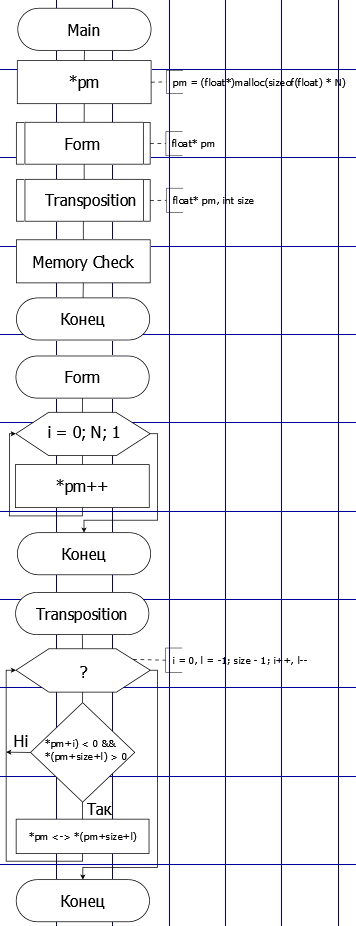 Main
*pm
pm = (float*)malloc(sizeof(float) * N)
Form
float* pm
Transposition
float* pm, int size
Memory Check
Конец
Form
i = 0; N; 1
*pm++
Конец
Transposition
?
i = 0, l = -1; size - 1; i++, l--
*pm+i) < 0 &&
*(pm+size+l) > 0
Ні
Так
*pm <-> *(pm+size+l)
Конец